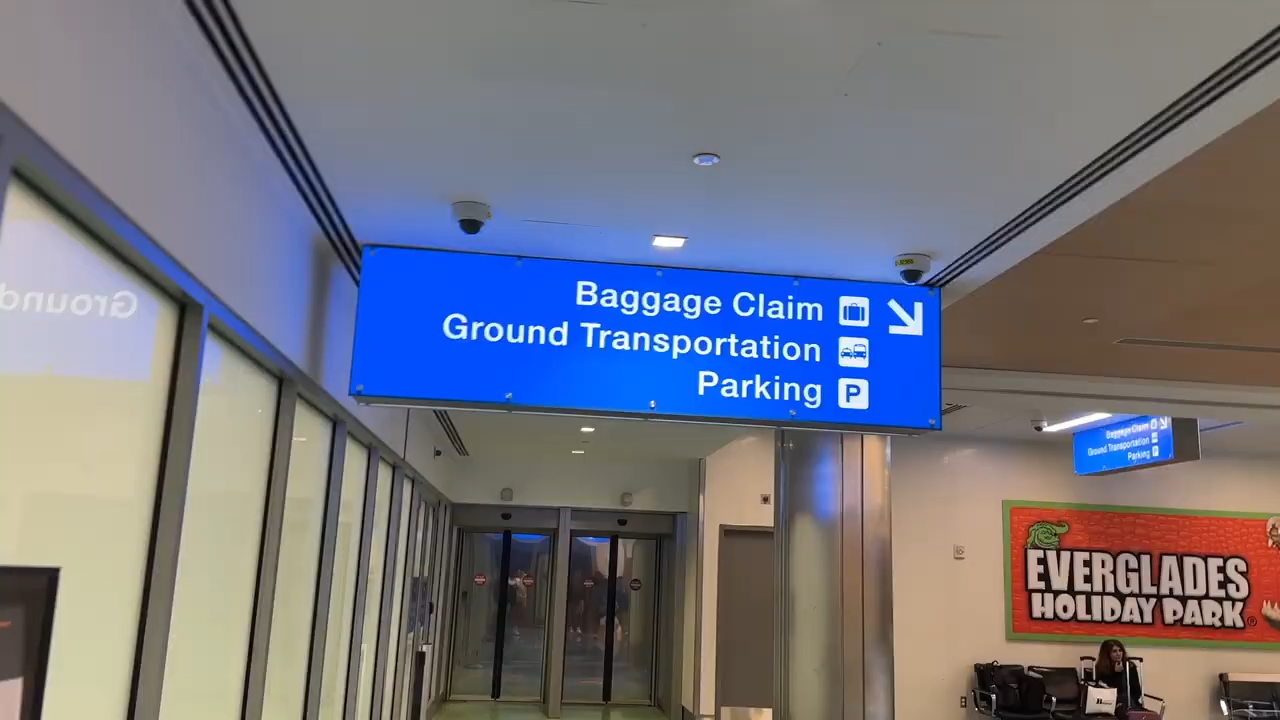 Baggage Claim
Ground Transportation
Parking P
Ground
Baggage Claim
Ground Transportation
Parking P
EVERGLADES
HOLIDAY PARK®